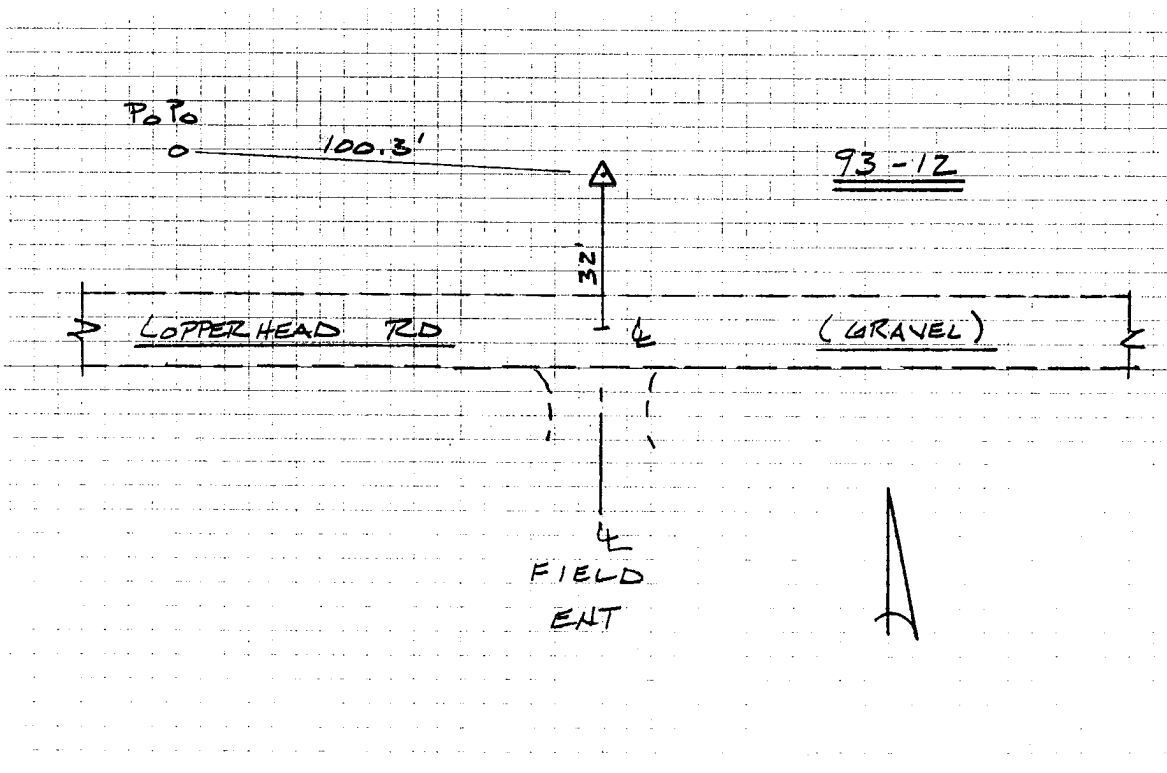 PoPo
100.3'
93-12
32'
COPPERHEAD RD
℄
(GRAVEL)
℄
FIELD
ENT